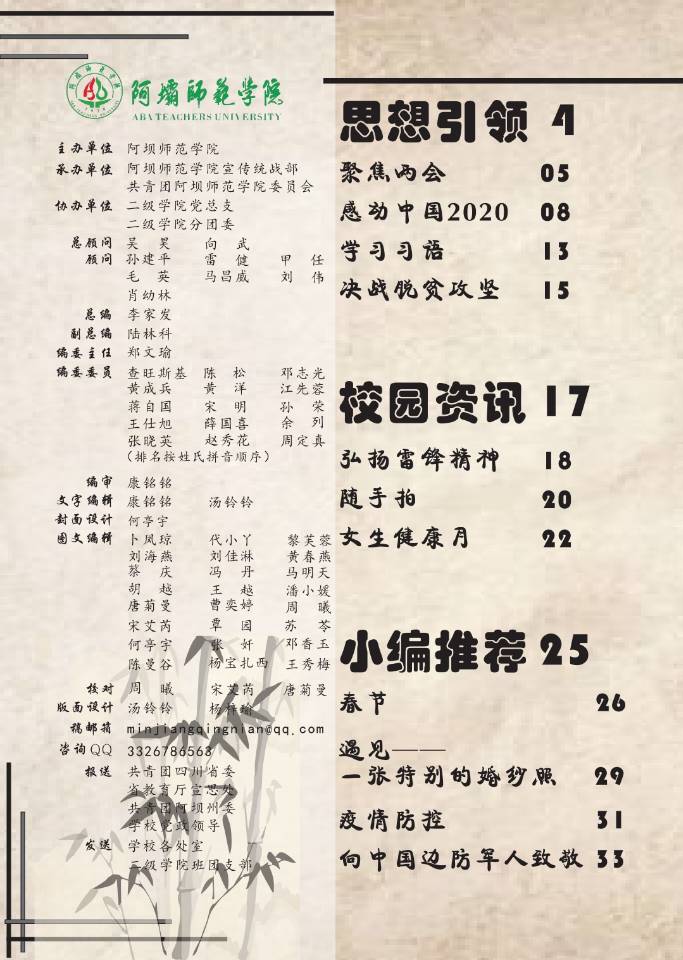 阿壩師範學院
ABA TEACHERS UNIVERSITY
主办单位 阿坝师范学院
承办单位 阿坝师范学院宣传统战部
共青团阿坝师范学院委员会
协办单位 二级学院党总支
二级学院分团委
总顾问 吴昊 向武
顾问 孙建平 雷健 甲任
毛英 马昌威 刘伟
肖幼林
总编 李家发
副总编 陆林科
编委主任 郑文瑜
编委委员 查旺斯基 陈松 邓志光
黄成兵 黄洋 江先蓉
蒋自国 宋明 孙荣
王仕旭 薛国喜 余列
张晓英 赵秀花 周定真
（排名按姓氏拼音顺序）
编审 康铭铭
文字编辑 康铭铭 汤铃铃
封面设计 何亭宇
图文编辑 卜凤琼 代小丫 黎芙蓉
刘海燕 刘佳淋 黄春燕
蔡庆 冯丹 马明天
胡越 王越 潘小媛
唐菊曼 曹奕婷 周曦
宋艾芮 覃园 苏苓
何亭宇 张奸 邓香玉
陈曼谷 杨宝扎西 王秀梅
校对 周曦 宋艾芮 唐菊曼
版面设计 汤铃铃 杨梓瑜
稿邮箱 minjiangqingnian@qq.com
咨询QQ 3326786563
报送 共青团四川省委
省教育厅宣思处
共青团阿坝州委
学校党政领导
发送 学校各处室
二级学院班团支部
思想引领 4
聚焦两会 05
感动中国2020 08
学习习语 13
决战脱贫攻坚 15
校园资讯 17
弘扬雷锋精神 18
随手拍 20
女生健康月 22
小编推荐 25
春节 26
遇见——
一张特别的婚纱照 29
疫情防控 31
向中国边防军人致敬 33